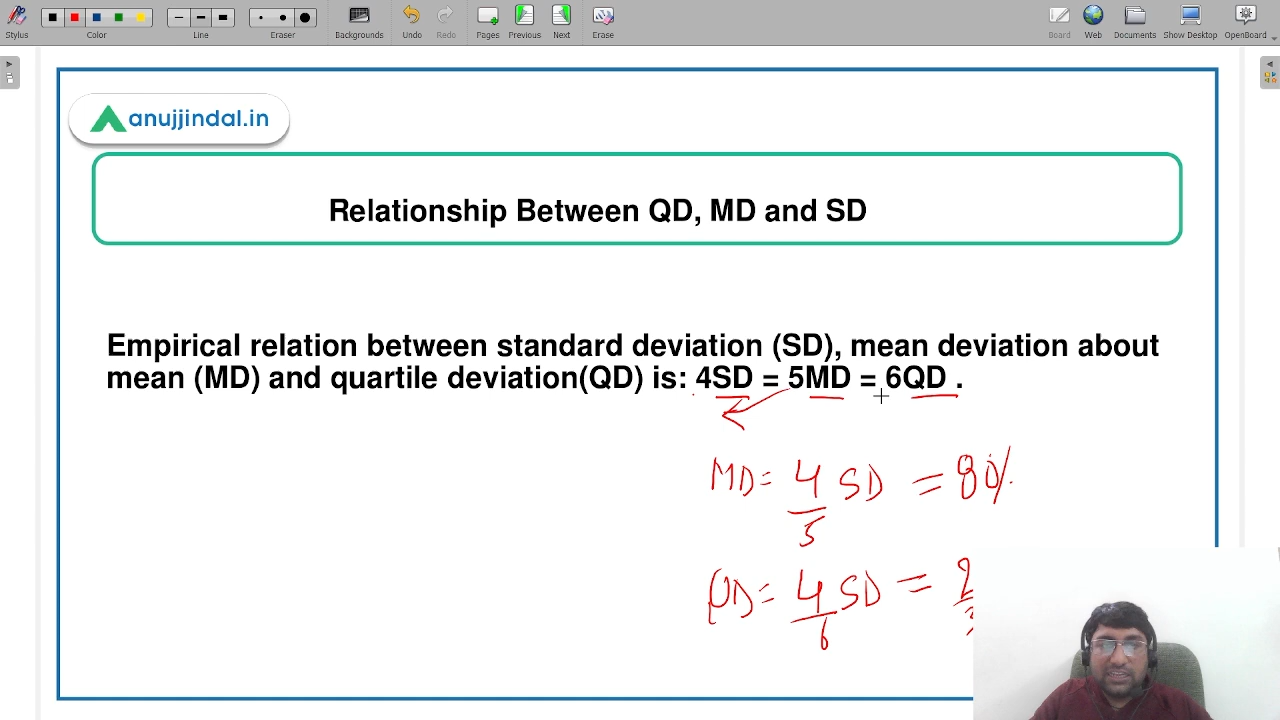 Stylus
Color
Line
Eraser
Backgrounds
Undo
Redo
Pages
Previous
Next
Erase
Board
Web
Documents
Show Desktop
OpenBoard
anujjindal.in
Relationship Between QD, MD and SD
Empirical relation between standard deviation (SD), mean deviation about
mean (MD) and quartile deviation(QD) is: 4SD = 5MD = 6QD .
MD = 4/5 SD = 80%
QD = 4/6 SD = 2/3